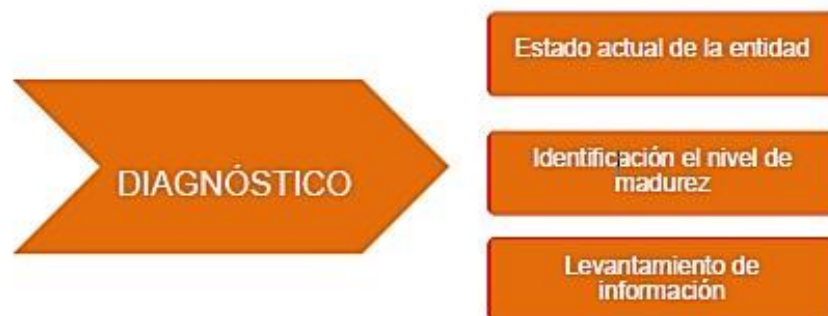 DIAGNÓSTICO
Estado actual de la entidad
Identificación el nivel de
madurez
Levantamiento de
información